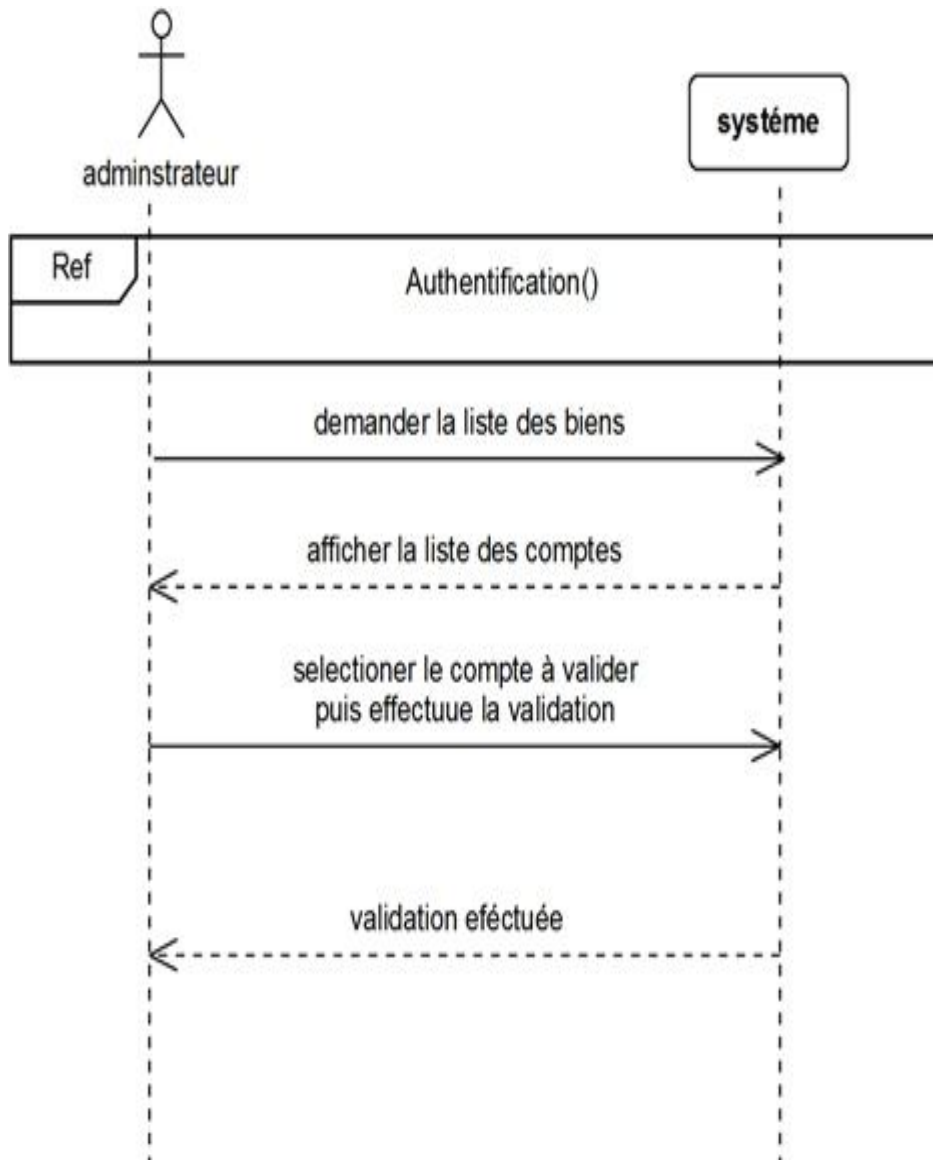 systéme
adminstrateur
Ref
Authentification()
demander la liste des biens
afficher la liste des comptes
selectioner le compte à valider
puis effectuue la validation
validation eféctuée